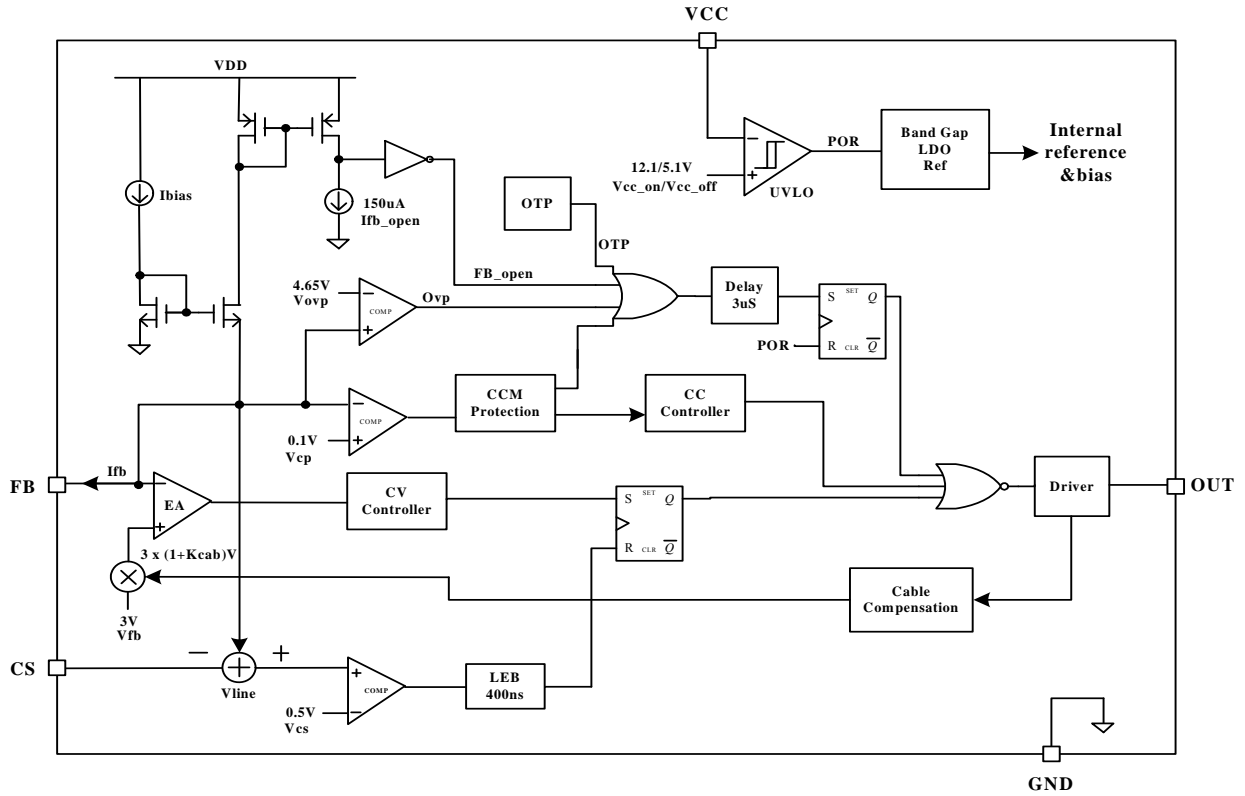 VCC
VDD
Ibias
150uA
Ifb_open
12.1/5.1V
Vcc_on/Vcc_off
UVLO
POR
Band Gap
LDO
Ref
Internal
reference
&bias
OTP
OTP
FB_open
4.65V
Vovp
COMP
Ovp
Delay
3uS
S SET Q
R CLR Q
POR
0.1V
Vcp
COMP
CCM
Protection
CC
Controller
FB
Ifb
EA
CV
Controller
S SET Q
R CLR Q
Driver
OUT
3 x (1+Kcab)V
3V
Vfb
Cable
Compensation
CS
Vline
0.5V
Vcs
COMP
LEB
400ns
GND